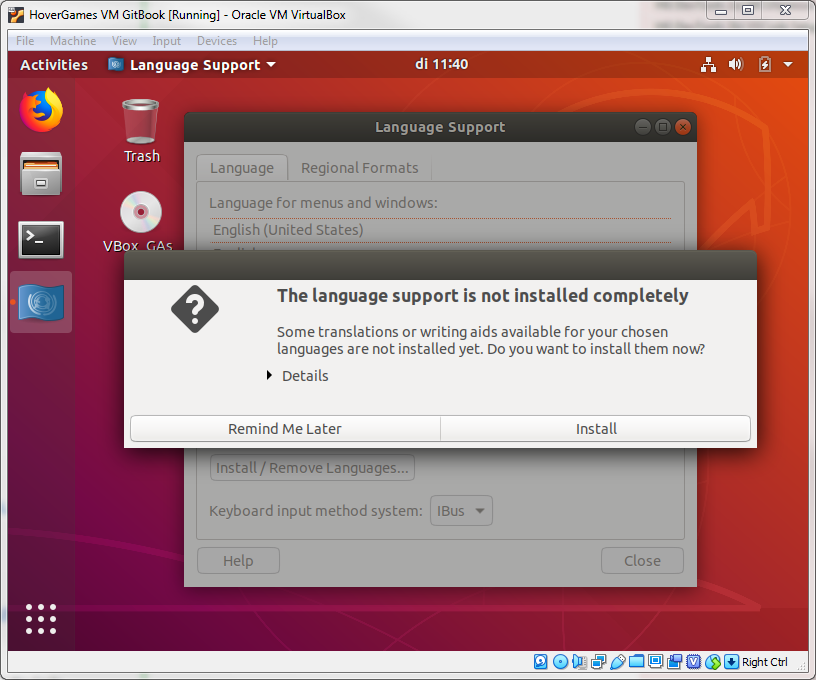 HoverGames VM GitBook [Running] - Oracle VM VirtualBox
File Machine View Input Devices Help
Activities Language Support di 11:40
Trash
VBox_GAs
Language Support
Language Regional Formats
Language for menus and windows:
English (United States)
The language support is not installed completely
Some translations or writing aids available for your chosen
languages are not installed yet. Do you want to install them now?
Details
Remind Me Later Install
Install / Remove Languages...
Keyboard input method system: IBus
Help Close
Right Ctrl